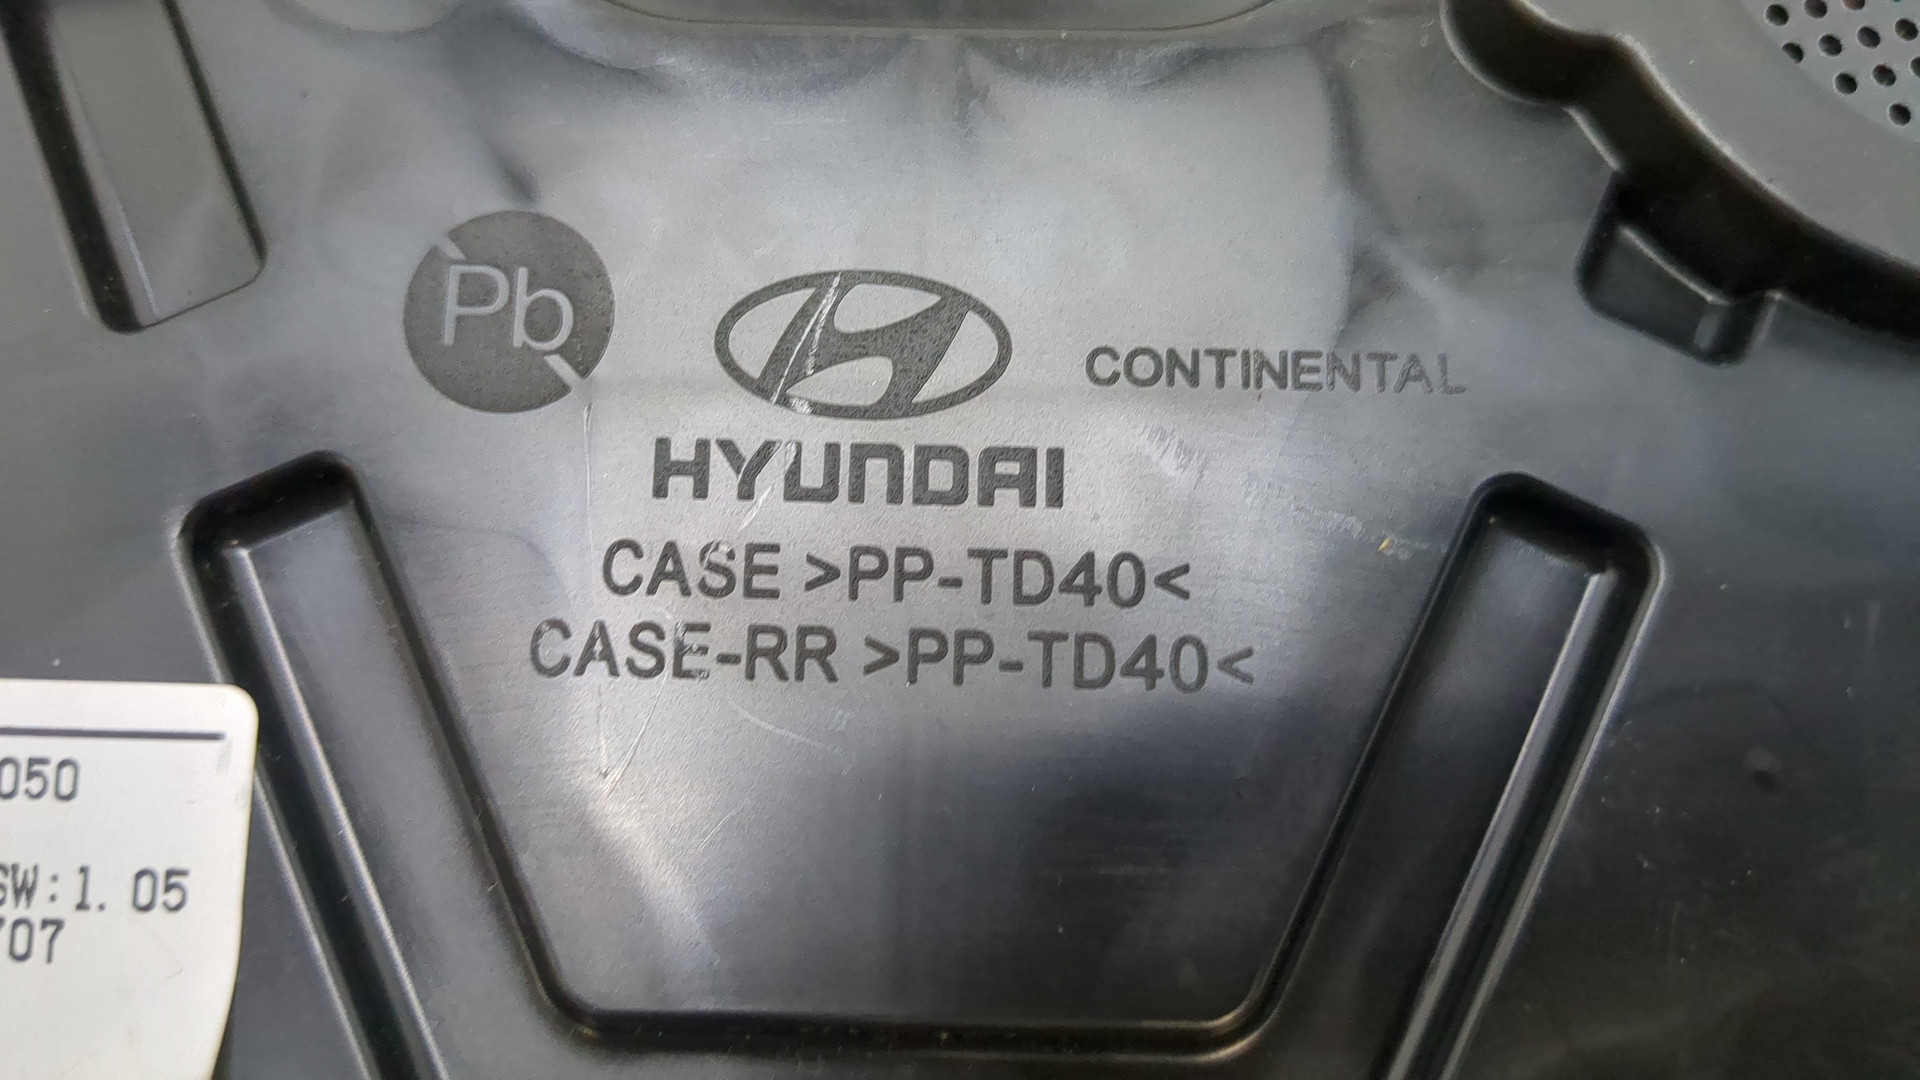 Pb
CONTINENTAL
HYUNDAI
CASE >PP-TD40<
CASE-RR >PP-TD40<
050
SW:1.05
707